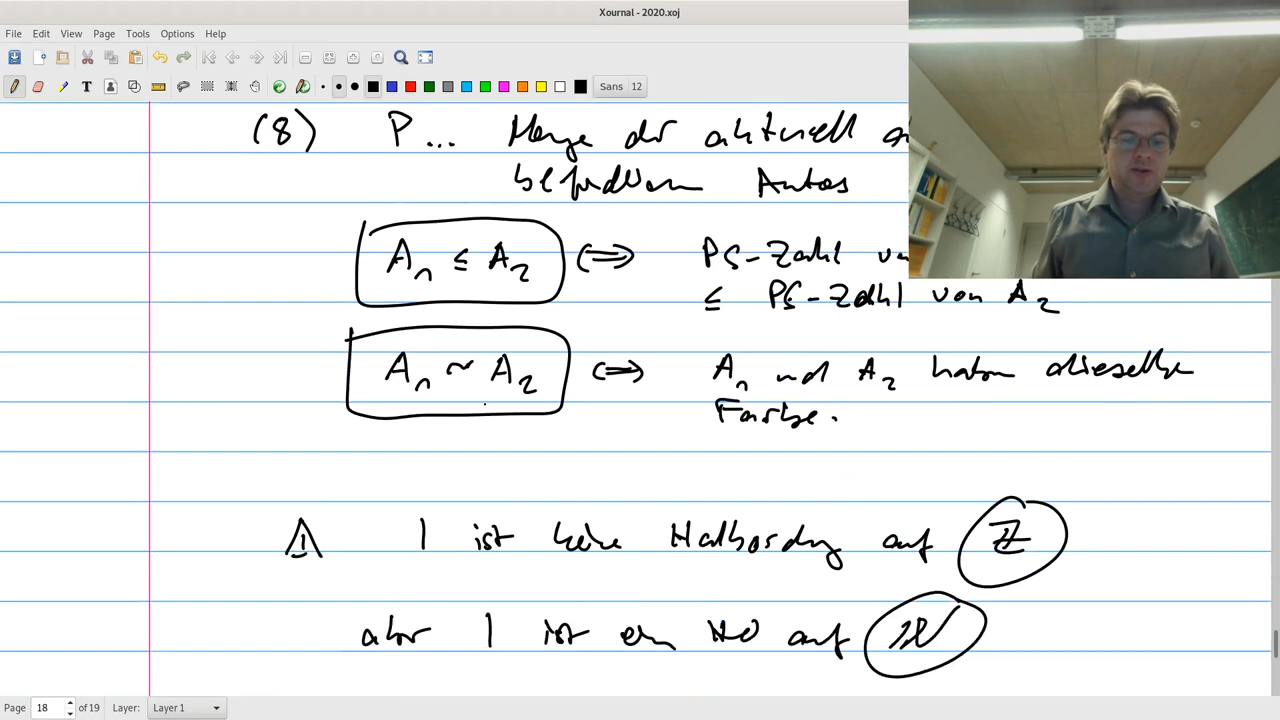 Xournal - 2020.xoj
File Edit View Page Tools Options Help
Sans 12
(8) P... Menge der aktuell
befindlichen Autos
A₁ ≤ A₂ ⇔ PS-Zahl
≤ PS-Zahl von A₂
A₁ ~ A₂ ⇔ A₁ und A₂ haben dieselbe
Farbe.
| ist keine Halbordng auf ℤ
aber | ist ein HO auf ℕ
Page 18 of 19 Layer: Layer 1